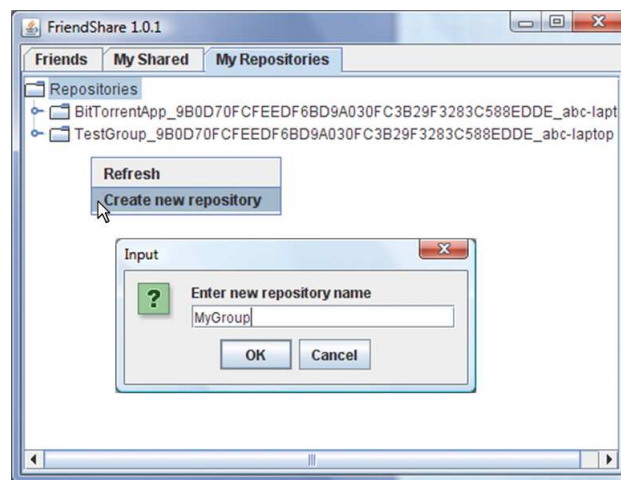 FriendShare 1.0.1
Friends My Shared My Repositories
Repositories
BitTorrentApp_9B0D70FCFEEDF6BD9A030FC3B29F3283C588EDDE_abc-lapt
TestGroup_9B0D70FCFEEDF6BD9A030FC3B29F3283C588EDDE_abc-laptop
Refresh
Create new repository
Input
Enter new repository name
MyGroup
OK Cancel